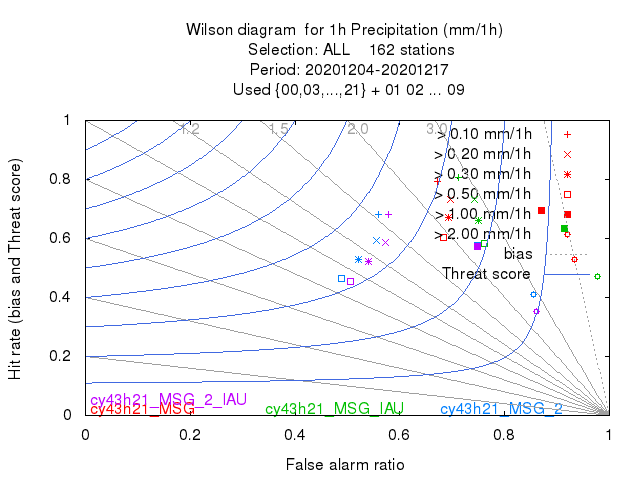 Wilson diagram for 1h Precipitation (mm/1h)
Selection: ALL 162 stations
Period: 20201204-20201217
Used {00,03,...,21} + 01 02 ... 09
1.2 1.5 2.0 3.0
> 0.10 mm/1h
> 0.20 mm/1h
> 0.30 mm/1h
> 0.50 mm/1h
> 1.00 mm/1h
> 2.00 mm/1h
bias
Threat score
1
0.8
0.6
0.4
0.2
0
Hit rate (bias and Threat score)
cy43h21_MSG_2_IAU
cy43h21_MSG cy43h21_MSG_IAU cy43h21_MSG_2
0 0.2 0.4 0.6 0.8 1
False alarm ratio